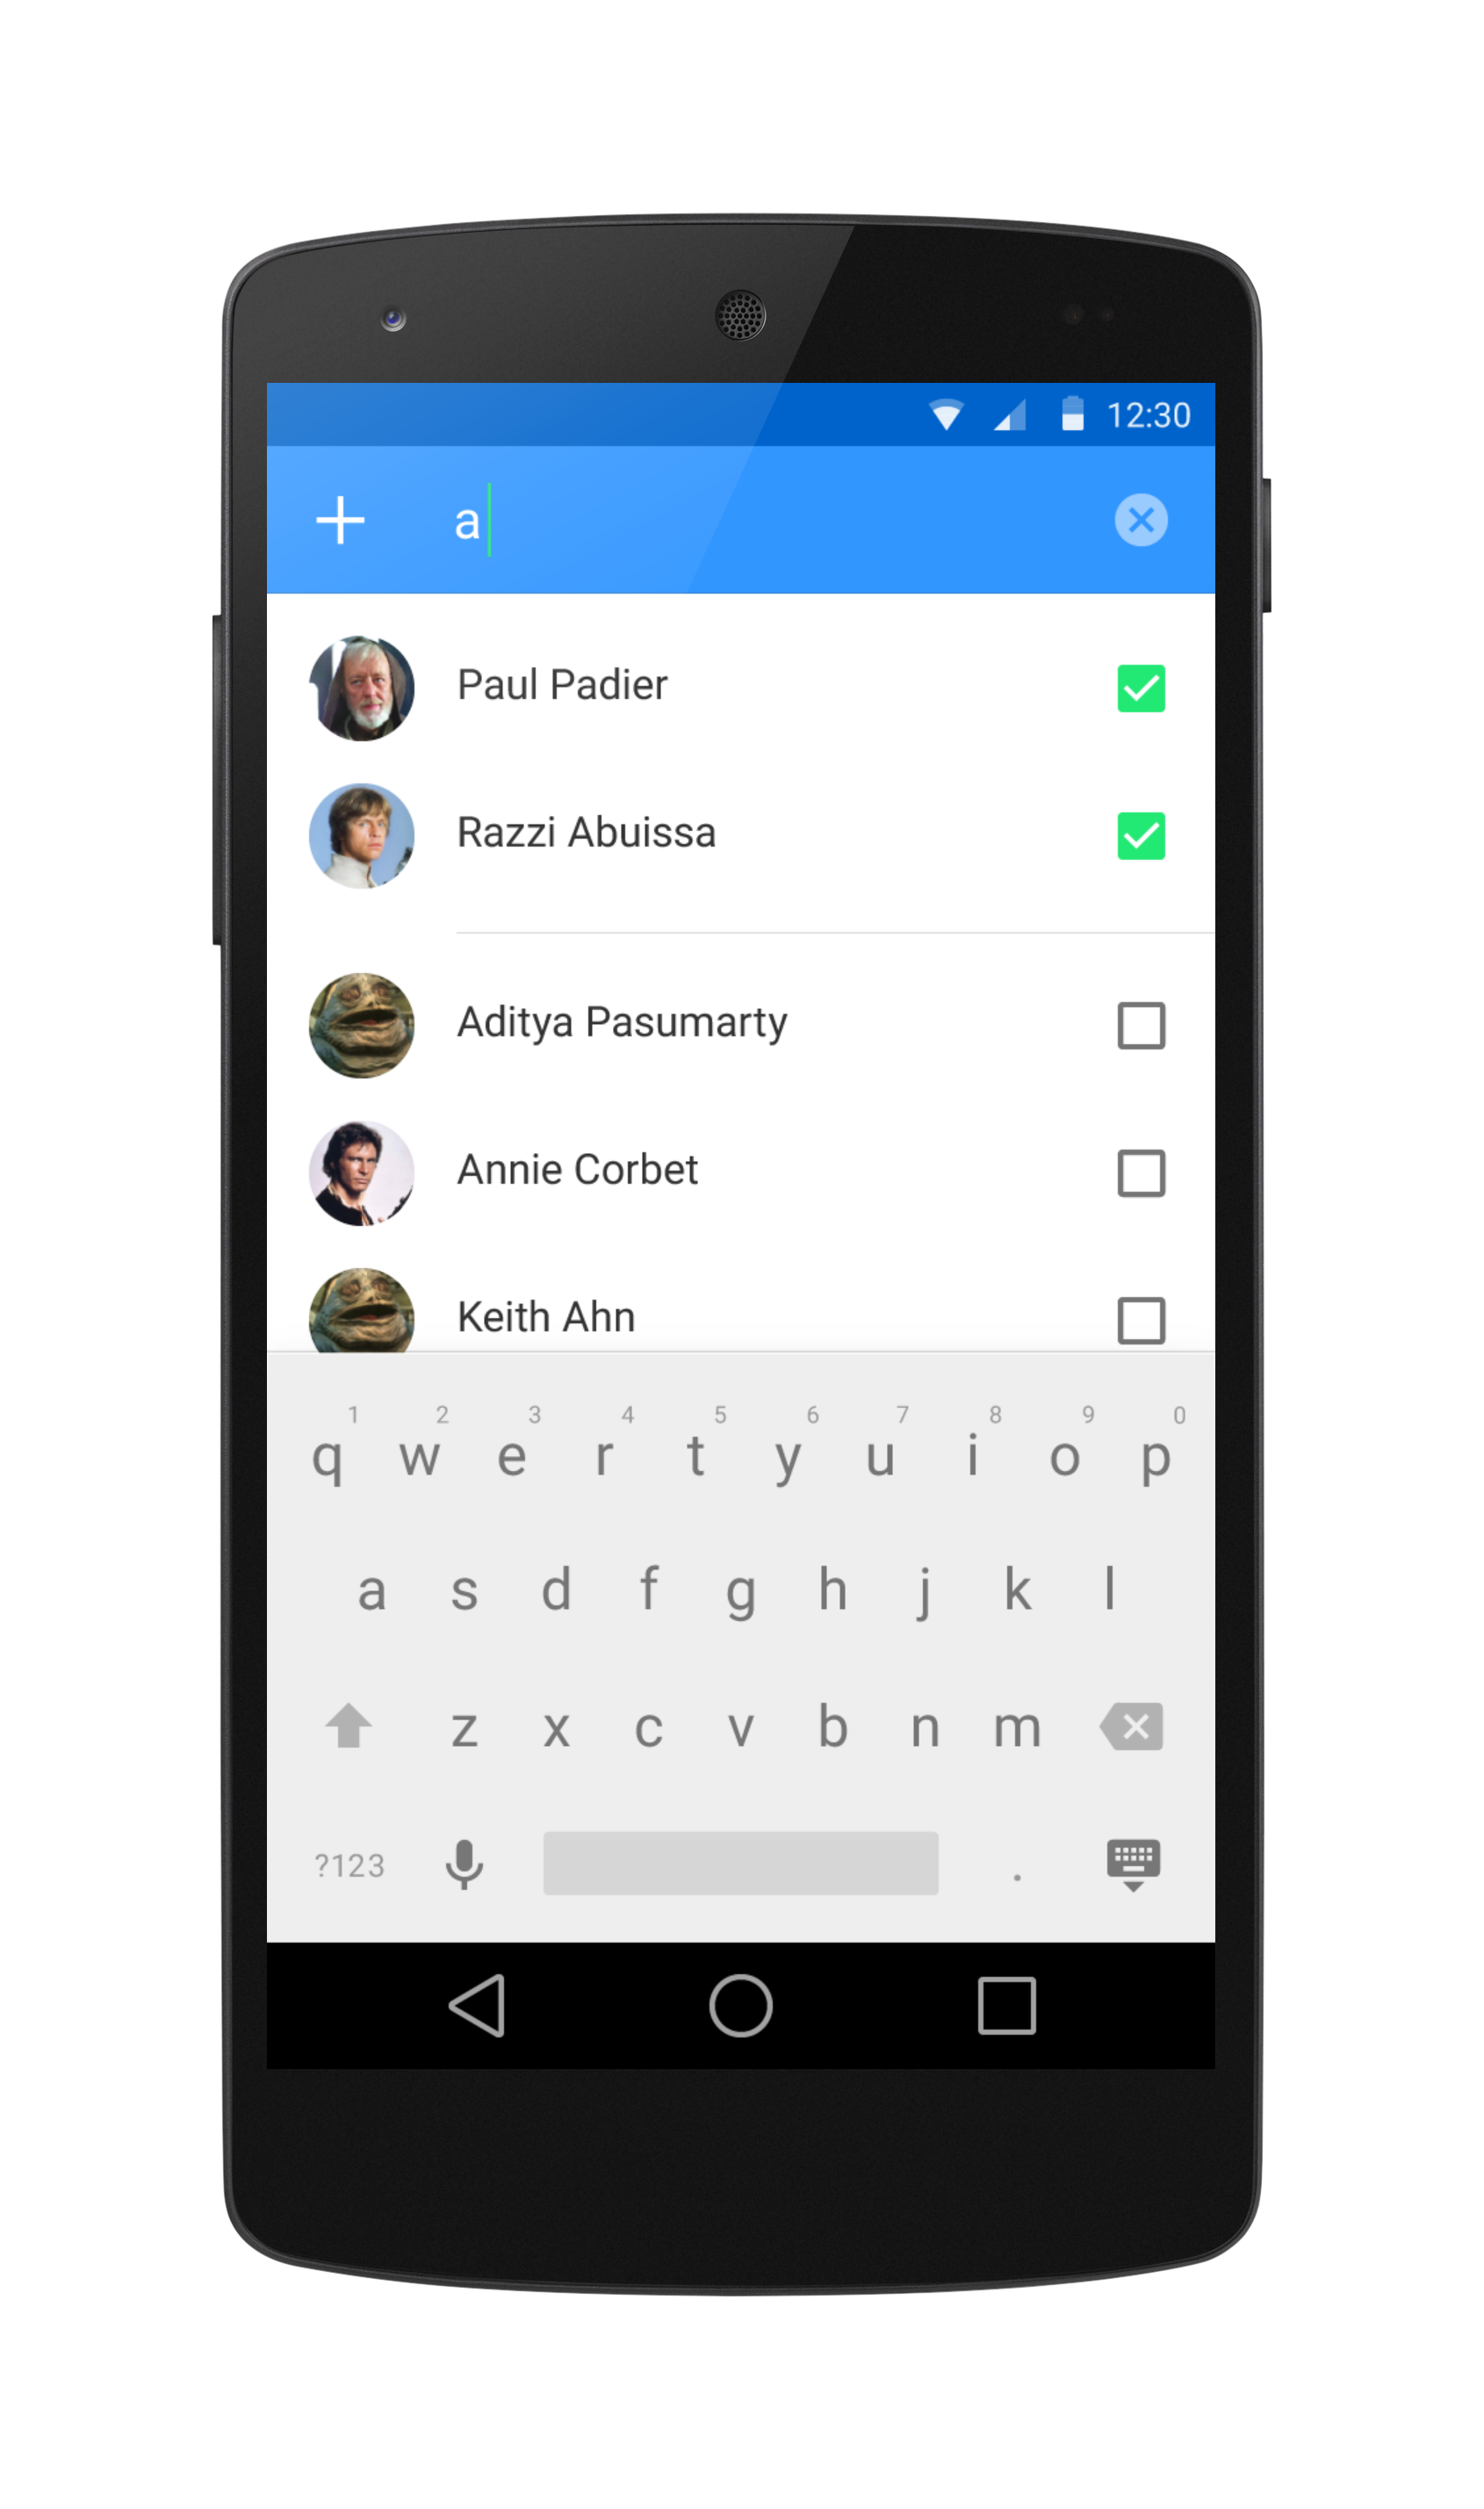 12:30
a
Paul Padier
Razzi Abuissa
Aditya Pasumarty
Annie Corbet
Keith Ahn
1 2 3 4 5 6 7 8 9 0
q w e r t y u i o p
a s d f g h j k l
z x c v b n m
?123 .